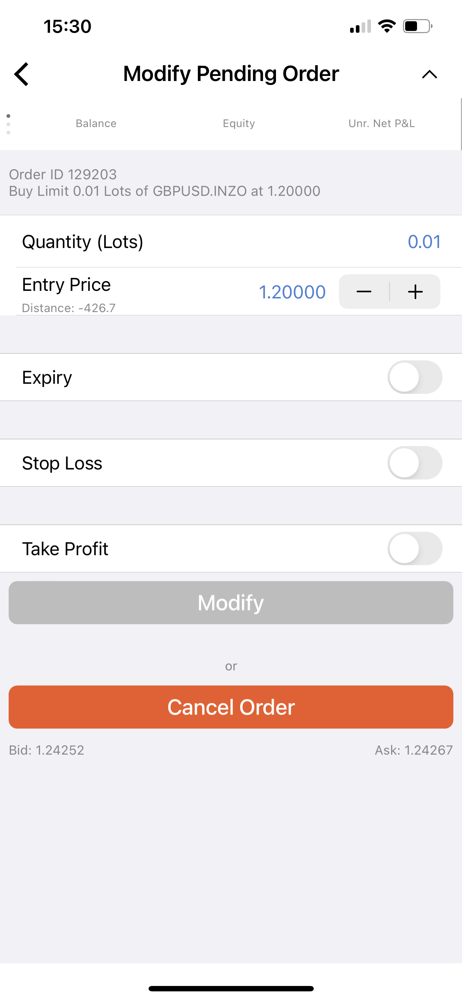 15:30
Modify Pending Order
Balance Equity Unr. Net P&L
Order ID 129203
Buy Limit 0.01 Lots of GBPUSD.INZO at 1.20000
Quantity (Lots) 0.01
Entry Price 1.20000
Distance: -426.7
Expiry
Stop Loss
Take Profit
Modify
or
Cancel Order
Bid: 1.24252 Ask: 1.24267